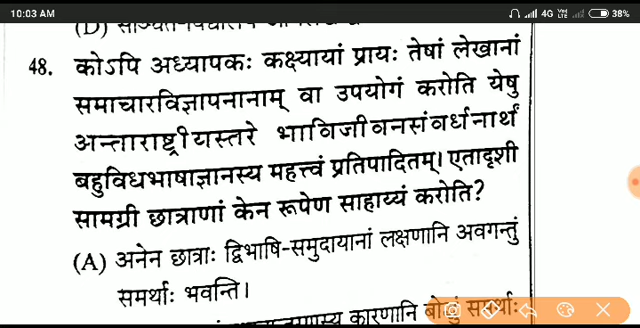 10:03 AM 4G VoLTE 38%
48. कोऽपि अध्यापकः कक्ष्यायां प्रायः तेषां लेखानां
समाचारविज्ञापनानाम् वा उपयोगं करोति येषु
अन्ताराष्ट्रीयस्तरे भाविजीवनसंवर्धनार्थं
बहुविधभाषाज्ञानस्य महत्त्वं प्रतिपादितम्। एतादृशी
सामग्री छात्राणां केन रूपेण साहाय्यं करोति?
(A) अनेन छात्राः द्विभाषि-समुदायानां लक्षणानि अवगन्तुं
समर्थाः भवन्ति।
कारणानि